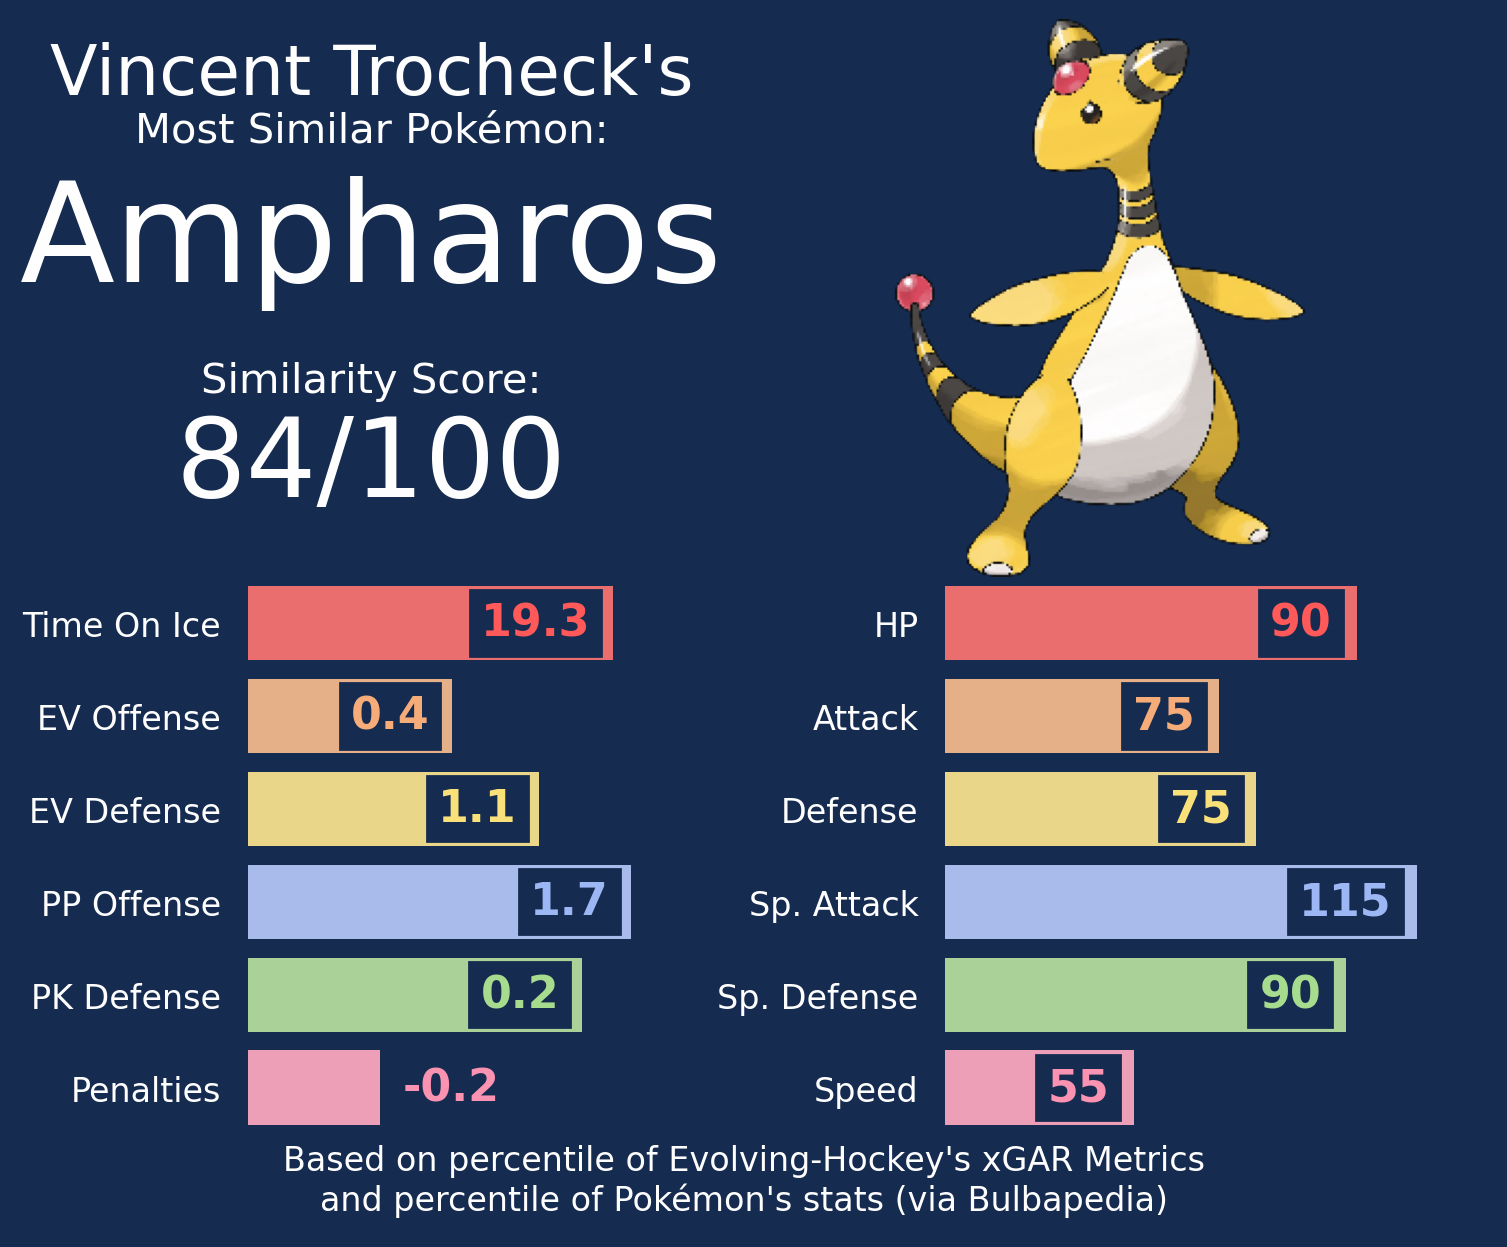 Vincent Trocheck's
Most Similar Pokémon:
Ampharos
Similarity Score:
84/100
Time On Ice 19.3
EV Offense 0.4
EV Defense 1.1
PP Offense 1.7
PK Defense 0.2
Penalties -0.2
HP 90
Attack 75
Defense 75
Sp. Attack 115
Sp. Defense 90
Speed 55
Based on percentile of Evolving-Hockey's xGAR Metrics
and percentile of Pokémon's stats (via Bulbapedia)